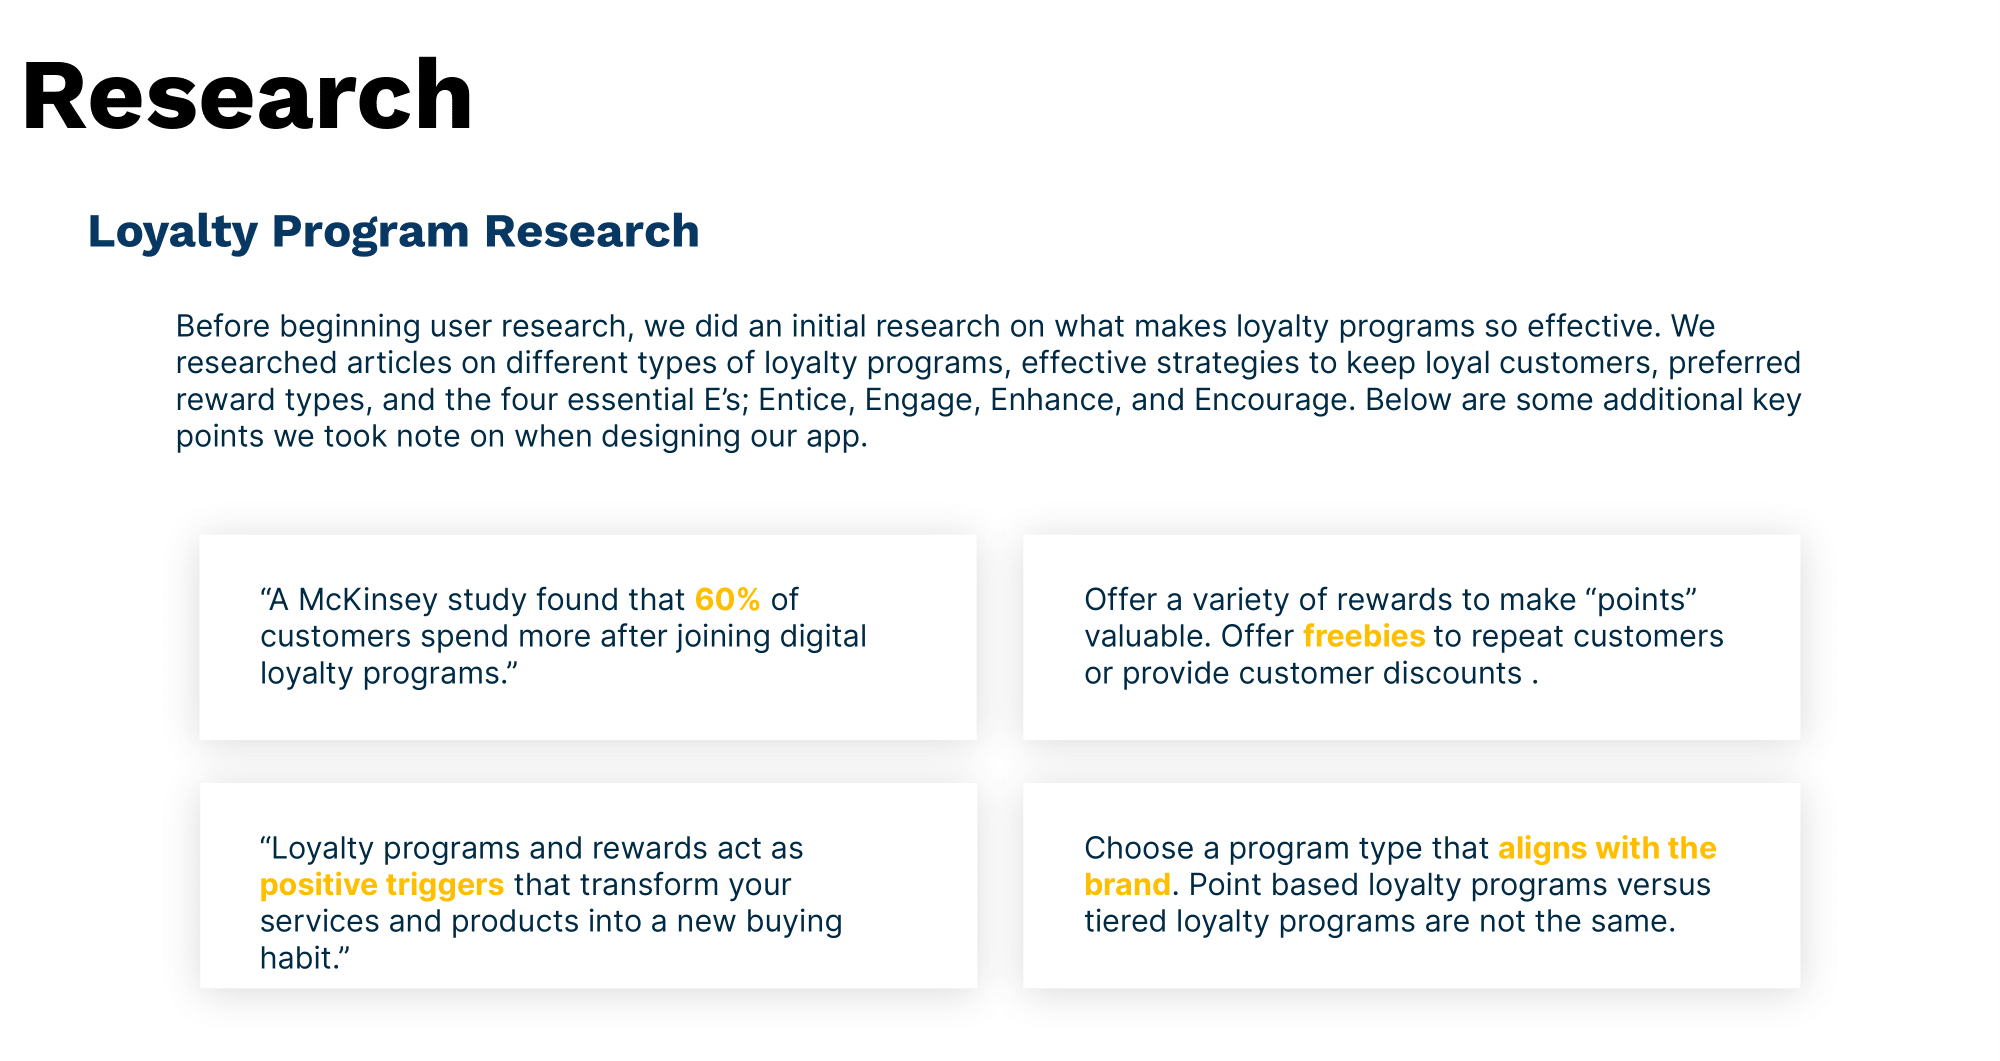 Research
Loyalty Program Research
Before beginning user research, we did an initial research on what makes loyalty programs so effective. We
researched articles on different types of loyalty programs, effective strategies to keep loyal customers, preferred
reward types, and the four essential E’s; Entice, Engage, Enhance, and Encourage. Below are some additional key
points we took note on when designing our app.
“A McKinsey study found that 60% of
customers spend more after joining digital
loyalty programs.”
Offer a variety of rewards to make “points”
valuable. Offer freebies to repeat customers
or provide customer discounts .
“Loyalty programs and rewards act as
positive triggers that transform your
services and products into a new buying
habit.”
Choose a program type that aligns with the
brand. Point based loyalty programs versus
tiered loyalty programs are not the same.